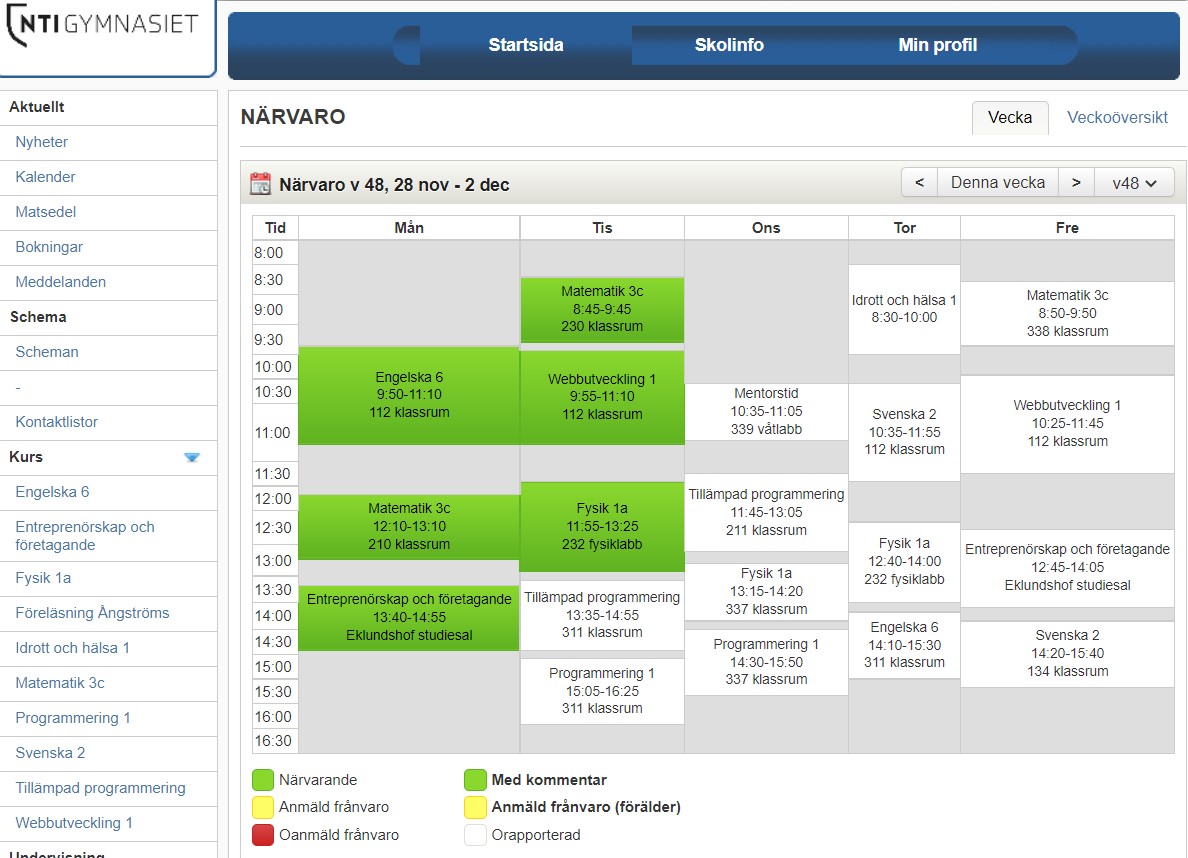 NTI GYMNASIET
Startsida
Skolinfo
Min profil
Aktuellt
Nyheter
Kalender
Matsedel
Bokningar
Meddelanden
Schema
Scheman
-
Kontaktlistor
Kurs
Engelska 6
Entreprenörskap och
företagande
Fysik 1a
Föreläsning Ångströms
Idrott och hälsa 1
Matematik 3c
Programmering 1
Svenska 2
Tillämpad programmering
Webbutveckling 1
Undervisning
NÄRVARO
Vecka
Veckoöversikt
Närvaro v 48, 28 nov - 2 dec
<
Denna vecka
>
v48
Tid
Mån
Tis
Ons
Tor
Fre
8:00
8:30
9:00
9:30
10:00
10:30
11:00
11:30
12:00
12:30
13:00
13:30
14:00
14:30
15:00
15:30
16:00
16:30
Engelska 6
9:50-11:10
112 klassrum
Matematik 3c
12:10-13:10
210 klassrum
Entreprenörskap och företagande
13:40-14:55
Eklundshof studiesal
Matematik 3c
8:45-9:45
230 klassrum
Webbutveckling 1
9:55-11:10
112 klassrum
Fysik 1a
11:55-13:25
232 fysiklabb
Tillämpad programmering
13:35-14:55
311 klassrum
Programmering 1
15:05-16:25
311 klassrum
Mentorstid
10:35-11:05
339 våtlabb
Tillämpad programmering
11:45-13:05
211 klassrum
Fysik 1a
13:15-14:20
337 klassrum
Programmering 1
14:30-15:50
337 klassrum
Idrott och hälsa 1
8:30-10:00
Svenska 2
10:35-11:55
112 klassrum
Fysik 1a
12:40-14:00
232 fysiklabb
Engelska 6
14:10-15:30
311 klassrum
Matematik 3c
8:50-9:50
338 klassrum
Webbutveckling 1
10:25-11:45
112 klassrum
Entreprenörskap och företagande
12:45-14:05
Eklundshof studiesal
Svenska 2
14:20-15:40
134 klassrum
Närvarande
Med kommentar
Anmäld frånvaro
Anmäld frånvaro (förälder)
Oanmäld frånvaro
Orapporterad